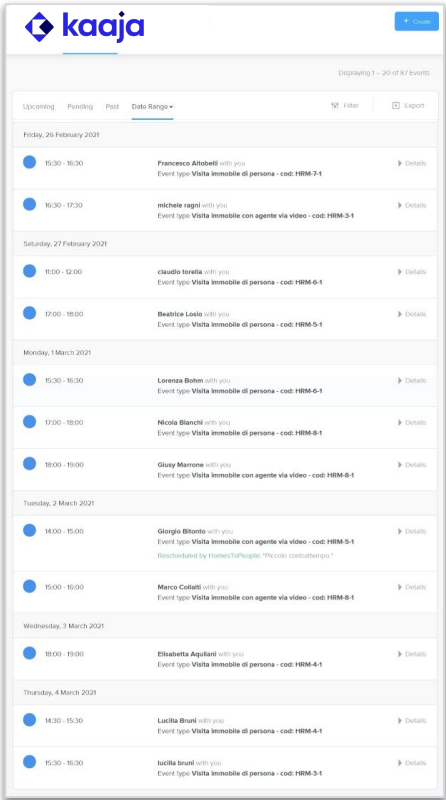 kaaja
+ Create
Displaying 1 – 20 of 87 Events
Upcoming Pending Past Date Range Filter Export
Friday, 26 February 2021
15:30 - 16:30 Francesco Altobelli with you Details
Event type Visita immobile di persona - cod: HRM-7-1
16:30 - 17:30 michele ragni with you Details
Event type Visita immobile con agente via video - cod: HRM-3-1
Saturday, 27 February 2021
11:00 - 12:00 claudio torella with you Details
Event type Visita immobile di persona - cod: HRM-6-1
17:00 - 18:00 Beatrice Losio with you Details
Event type Visita immobile di persona - cod: HRM-5-1
Monday, 1 March 2021
15:30 - 16:30 Lorenza Bohm with you Details
Event type Visita immobile di persona - cod: HRM-6-1
17:00 - 18:00 Nicola Bianchi with you Details
Event type Visita immobile di persona - cod: HRM-8-1
18:00 - 19:00 Giusy Marrone with you Details
Event type Visita immobile con agente via video - cod: HRM-8-1
Tuesday, 2 March 2021
14:00 - 15:00 Giorgio Bitonto with you Details
Event type Visita immobile con agente via video - cod: HRM-5-1
Rescheduled by HomesToPeople: "Piccolo contrattempo."
15:00 - 16:00 Marco Collalti with you Details
Event type Visita immobile con agente via video - cod: HRM-8-1
Wednesday, 3 March 2021
18:00 - 19:00 Elisabetta Aquilani with you Details
Event type Visita immobile di persona - cod: HRM-4-1
Thursday, 4 March 2021
14:30 - 15:30 Lucilla Bruni with you Details
Event type Visita immobile di persona - cod: HRM-4-1
15:30 - 16:30 lucilla bruni with you Details
Event type Visita immobile di persona - cod: HRM-3-1